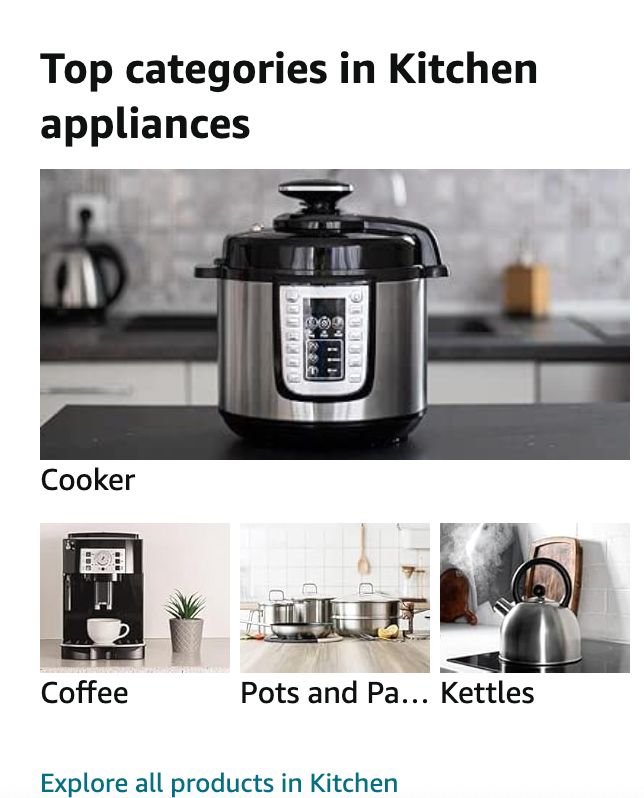 Top categories in Kitchen
appliances
Cooker
Coffee
Pots and Pa...
Kettles
Explore all products in Kitchen